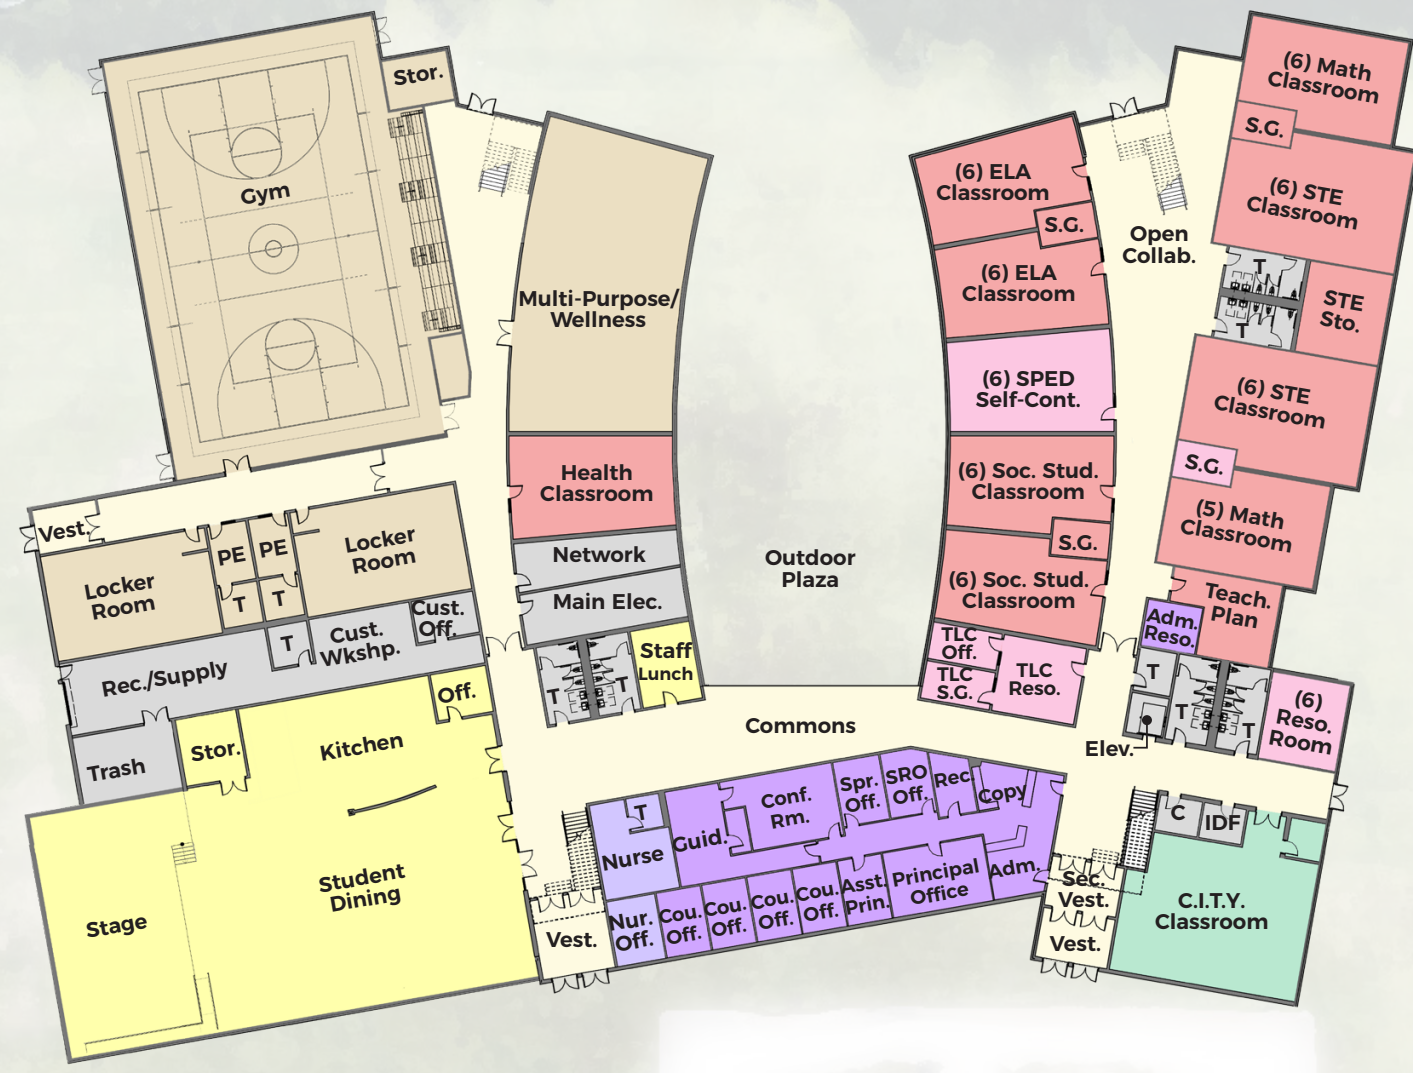 Stor.
Gym
Multi-Purpose/
Wellness
Health
Classroom
Network
Main Elec.
Staff
Lunch
T
T
Vest.
Locker
Room
PE
PE
T
T
Locker
Room
Cust.
Off.
Cust.
Wkshp.
T
Rec./Supply
Trash
Stor.
Off.
Kitchen
Student
Dining
Stage
Outdoor
Plaza
Commons
(6) ELA
Classroom
S.G.
(6) ELA
Classroom
(6) SPED
Self-Cont.
(6) Soc. Stud.
Classroom
S.G.
(6) Soc. Stud.
Classroom
TLC
Off.
TLC
S.G.
TLC
Reso.
Open
Collab.
(6) Math
Classroom
S.G.
(6) STE
Classroom
T
T
STE
Sto.
(6) STE
Classroom
S.G.
(5) Math
Classroom
Teach.
Plan
Adm.
Reso.
T
T
T
Elev.
(6)
Reso.
Room
C
IDF
C.I.T.Y.
Classroom
Sec.
Vest.
Vest.
Nurse
T
Guid.
Conf.
Rm.
Spr.
Off.
SRO
Off.
Rec.
Copy
Adm.
Principal
Office
Asst.
Prin.
Cou.
Off.
Cou.
Off.
Cou.
Off.
Cou.
Off.
Nur.
Off.
Vest.